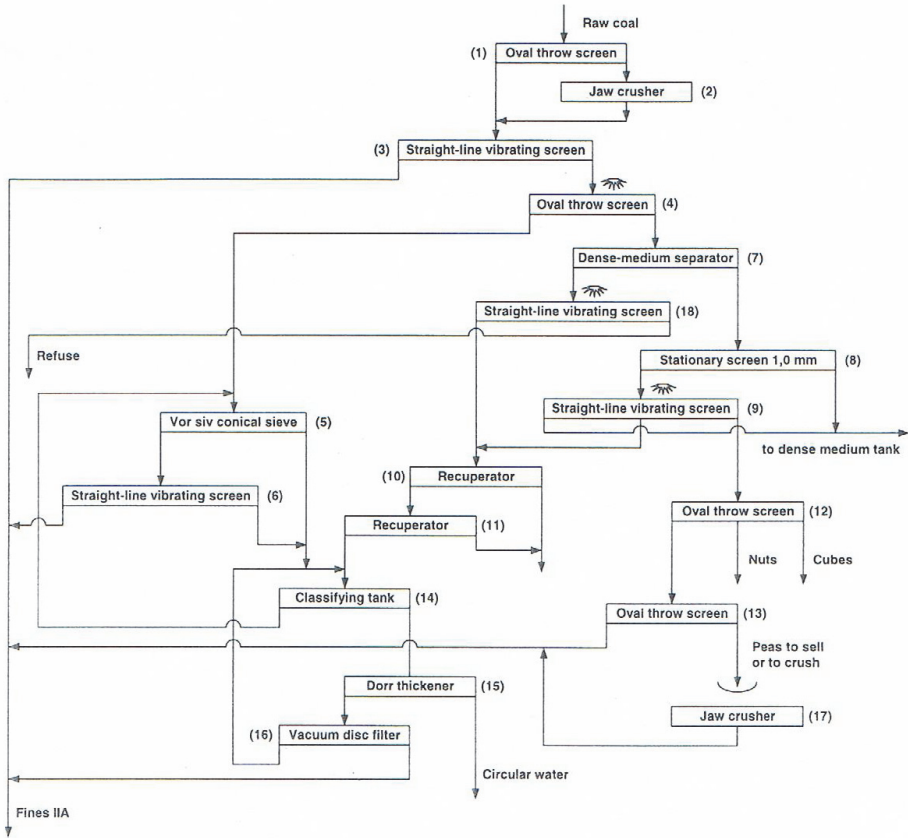 Raw coal
(1) Oval throw screen
Jaw crusher (2)
(3) Straight-line vibrating screen
Oval throw screen (4)
Dense-medium separator (7)
Straight-line vibrating screen (18)
Refuse
Stationary screen 1,0 mm (8)
Straight-line vibrating screen (9)
Vor siv conical sieve (5)
to dense medium tank
(10) Recuperator
Straight-line vibrating screen (6)
Oval throw screen (12)
Recuperator (11)
Nuts Cubes
Classifying tank (14)
Oval throw screen (13)
Peas to sell
or to crush
Dorr thickener (15)
Jaw crusher (17)
(16) Vacuum disc filter
Circular water
Fines IIA